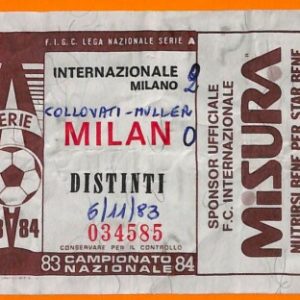 F.I.G.C. LEGA NAZIONALE SERIE A
INTERNAZIONALE
MILANO 2
COLLOVATI-MULLER
MILAN 0
DISTINTI
6/11/83
034585
CONSERVARE PER IL CONTROLLO
83 CAMPIONATO 84
NAZIONALE
SERIE
A
84
SPONSOR UFFICIALE
F.C. INTERNAZIONALE
MISURA
NUTRIRSI BENE PER STAR BENE